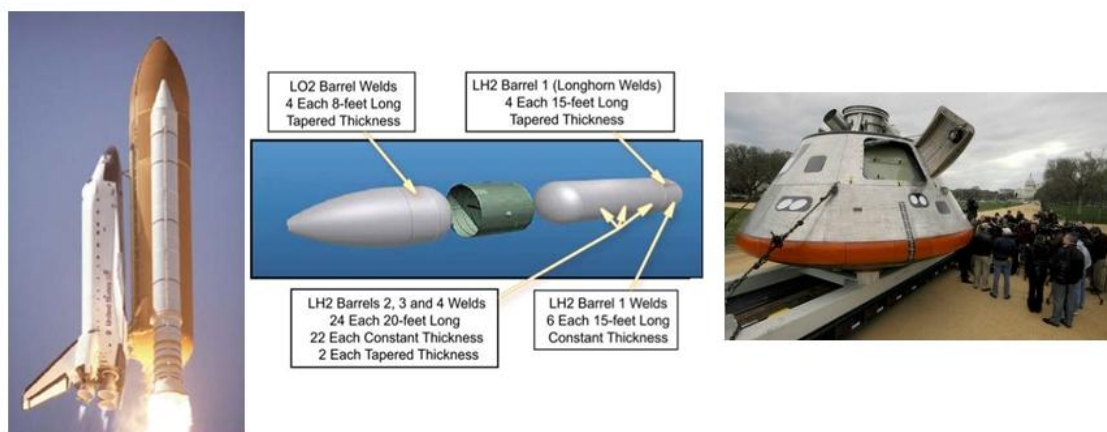 LO2 Barrel Welds
4 Each 8-feet Long
Tapered Thickness
LH2 Barrel 1 (Longhorn Welds)
4 Each 15-feet Long
Tapered Thickness
LH2 Barrels 2, 3 and 4 Welds
24 Each 20-feet Long
22 Each Constant Thickness
2 Each Tapered Thickness
LH2 Barrel 1 Welds
6 Each 15-feet Long
Constant Thickness
United States